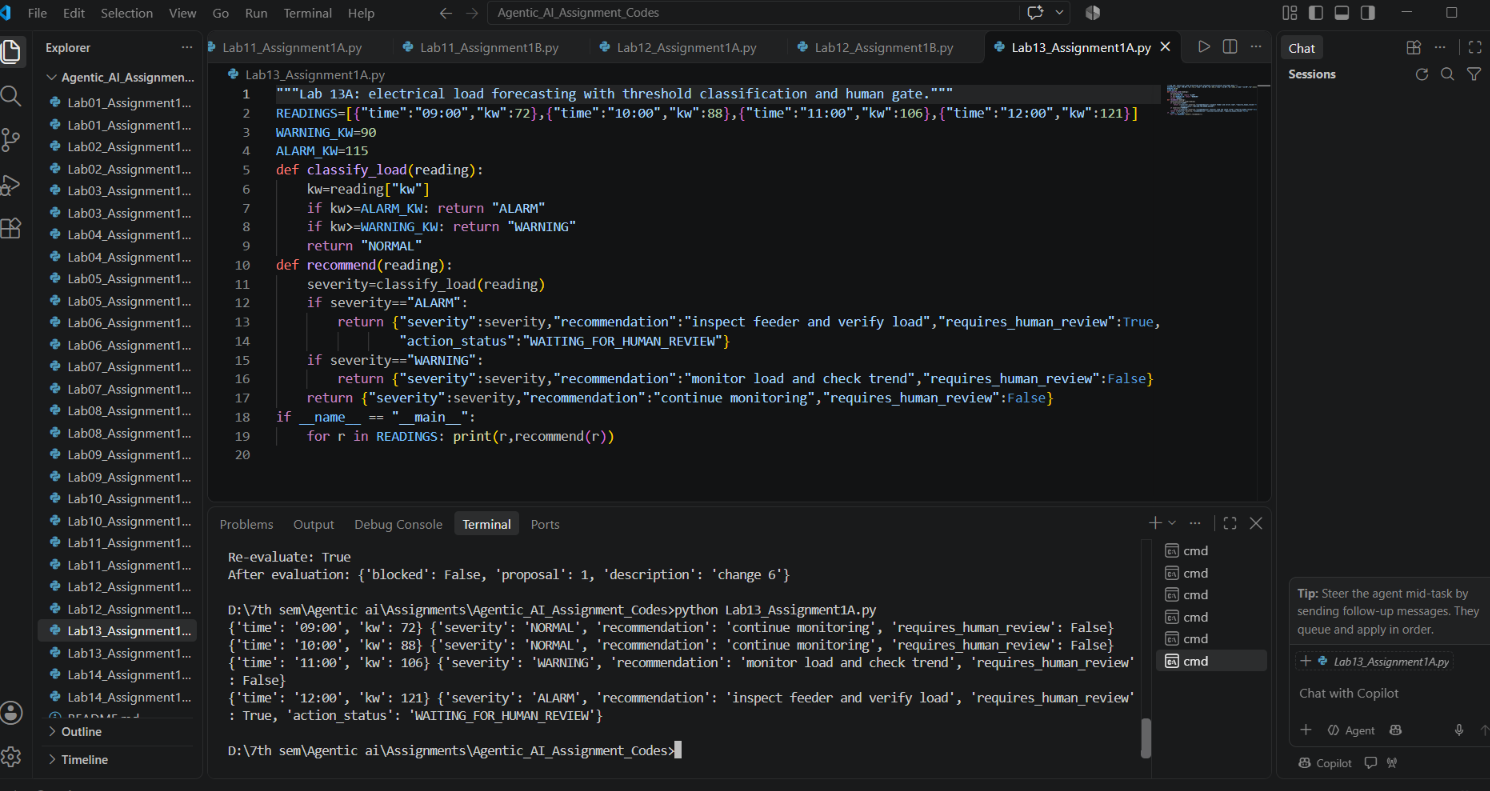 File Edit Selection View Go Run Terminal Help
Agentic_AI_Assignment_Codes
Explorer
Agentic_AI_Assignmen...
Lab01_Assignment1...
Lab01_Assignment1...
Lab02_Assignment1...
Lab02_Assignment1...
Lab03_Assignment1...
Lab03_Assignment1...
Lab04_Assignment1...
Lab04_Assignment1...
Lab05_Assignment1...
Lab05_Assignment1...
Lab06_Assignment1...
Lab06_Assignment1...
Lab07_Assignment1...
Lab07_Assignment1...
Lab08_Assignment1...
Lab08_Assignment1...
Lab09_Assignment1...
Lab09_Assignment1...
Lab10_Assignment1...
Lab10_Assignment1...
Lab11_Assignment1...
Lab11_Assignment1...
Lab12_Assignment1...
Lab12_Assignment1...
Lab13_Assignment1...
Lab13_Assignment1...
Lab14_Assignment1...
Lab14_Assignment1...
Outline
Timeline
Lab11_Assignment1A.py Lab11_Assignment1B.py Lab12_Assignment1A.py Lab12_Assignment1B.py Lab13_Assignment1A.py
Lab13_Assignment1A.py
1 """Lab 13A: electrical load forecasting with threshold classification and human gate."""
2 READINGS=[{"time":"09:00","kw":72},{"time":"10:00","kw":88},{"time":"11:00","kw":106},{"time":"12:00","kw":121}]
3 WARNING_KW=90
4 ALARM_KW=115
5 def classify_load(reading):
6     kw=reading["kw"]
7     if kw>=ALARM_KW: return "ALARM"
8     if kw>=WARNING_KW: return "WARNING"
9     return "NORMAL"
10 def recommend(reading):
11     severity=classify_load(reading)
12     if severity=="ALARM":
13         return {"severity":severity,"recommendation":"inspect feeder and verify load","requires_human_review":True,
14                 "action_status":"WAITING_FOR_HUMAN_REVIEW"}
15     if severity=="WARNING":
16         return {"severity":severity,"recommendation":"monitor load and check trend","requires_human_review":False}
17     return {"severity":severity,"recommendation":"continue monitoring","requires_human_review":False}
18 if __name__ == "__main__":
19     for r in READINGS: print(r,recommend(r))
20
Problems Output Debug Console Terminal Ports
Re-evaluate: True
After evaluation: {'blocked': False, 'proposal': 1, 'description': 'change 6'}
D:\7th sem\Agentic ai\Assignments\Agentic_AI_Assignment_Codes>python Lab13_Assignment1A.py
{'time': '09:00', 'kw': 72} {'severity': 'NORMAL', 'recommendation': 'continue monitoring', 'requires_human_review': False}
{'time': '10:00', 'kw': 88} {'severity': 'NORMAL', 'recommendation': 'continue monitoring', 'requires_human_review': False}
{'time': '11:00', 'kw': 106} {'severity': 'WARNING', 'recommendation': 'monitor load and check trend', 'requires_human_review'
: False}
{'time': '12:00', 'kw': 121} {'severity': 'ALARM', 'recommendation': 'inspect feeder and verify load', 'requires_human_review'
: True, 'action_status': 'WAITING_FOR_HUMAN_REVIEW'}
D:\7th sem\Agentic ai\Assignments\Agentic_AI_Assignment_Codes>
cmd
cmd
cmd
cmd
cmd
cmd
Chat
Sessions
Tip: Steer the agent mid-task by
sending follow-up messages. They
queue and apply in order.
Lab13_Assignment1A.py
Chat with Copilot
Agent
Copilot